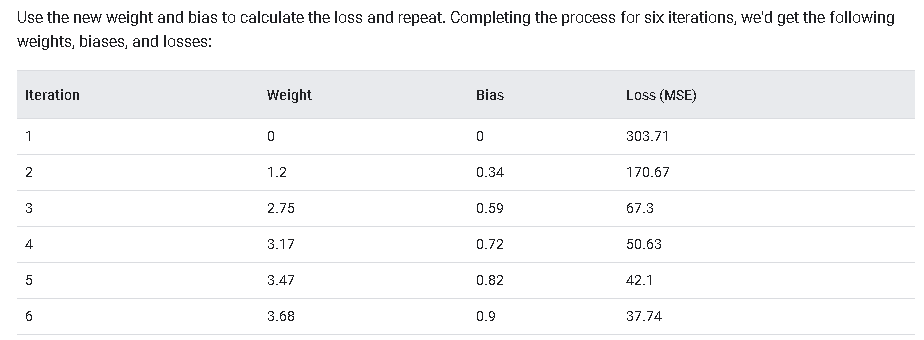 Use the new weight and bias to calculate the loss and repeat. Completing the process for six iterations, we'd get the following
weights, biases, and losses:
Iteration Weight Bias Loss (MSE)
1 0 0 303.71
2 1.2 0.34 170.67
3 2.75 0.59 67.3
4 3.17 0.72 50.63
5 3.47 0.82 42.1
6 3.68 0.9 37.74